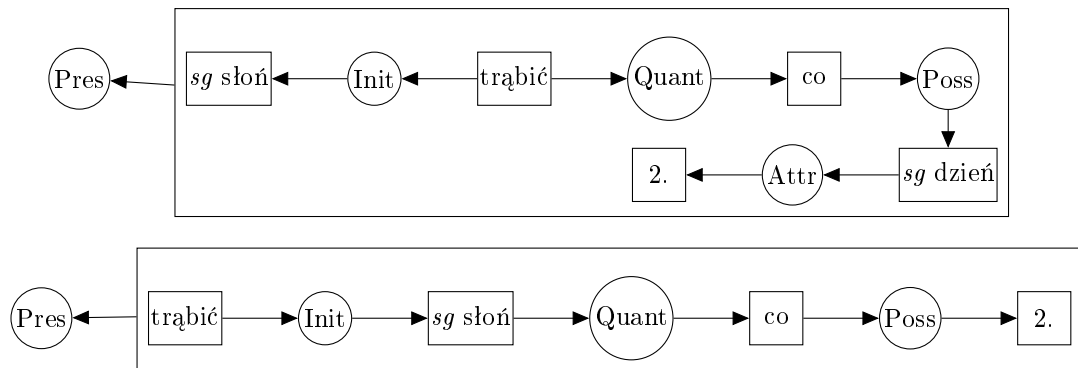 Pres sg słoń Init trąbić Quant co Poss
2. Attr sg dzień
Pres trąbić Init sg słoń Quant co Poss 2.